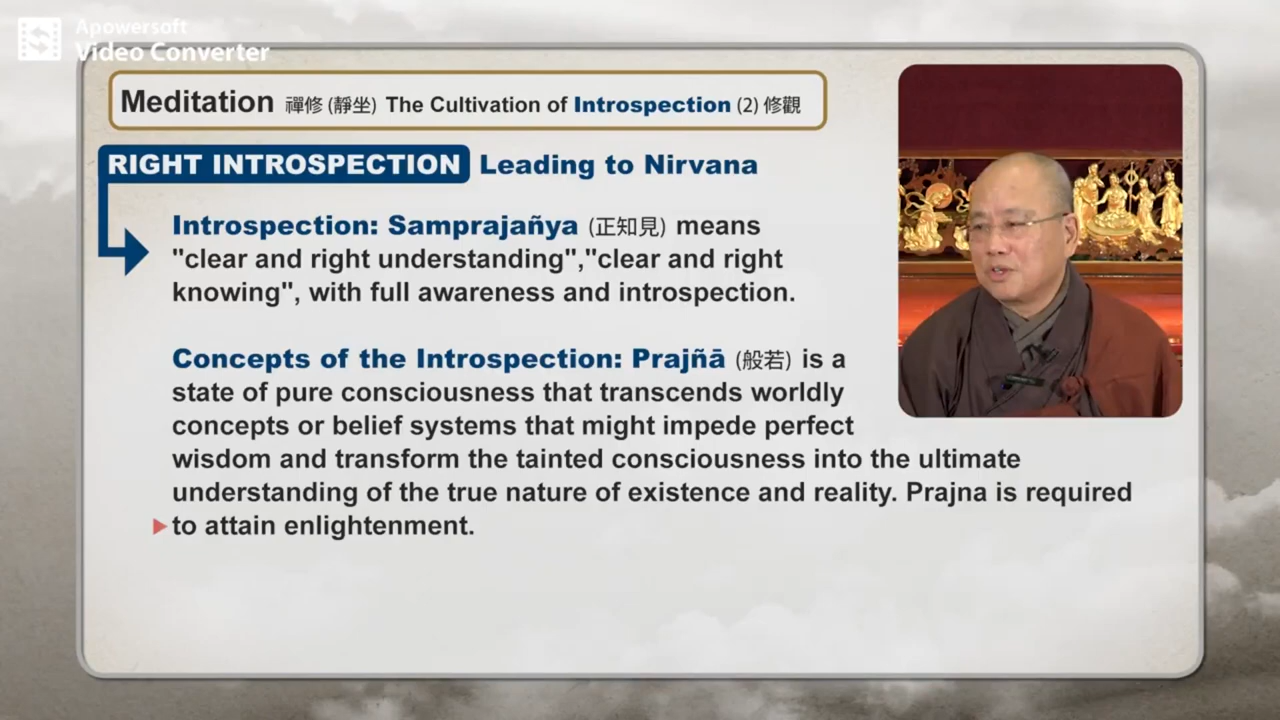 Apowersoft
Video Converter
Meditation 禪修 (靜坐) The Cultivation of Introspection (2) 修觀
RIGHT INTROSPECTION Leading to Nirvana
Introspection: Samprajañya (正知見) means
"clear and right understanding","clear and right
knowing", with full awareness and introspection.
Concepts of the Introspection: Prajñā (般若) is a
state of pure consciousness that transcends worldly
concepts or belief systems that might impede perfect
wisdom and transform the tainted consciousness into the ultimate
understanding of the true nature of existence and reality. Prajna is required
to attain enlightenment.